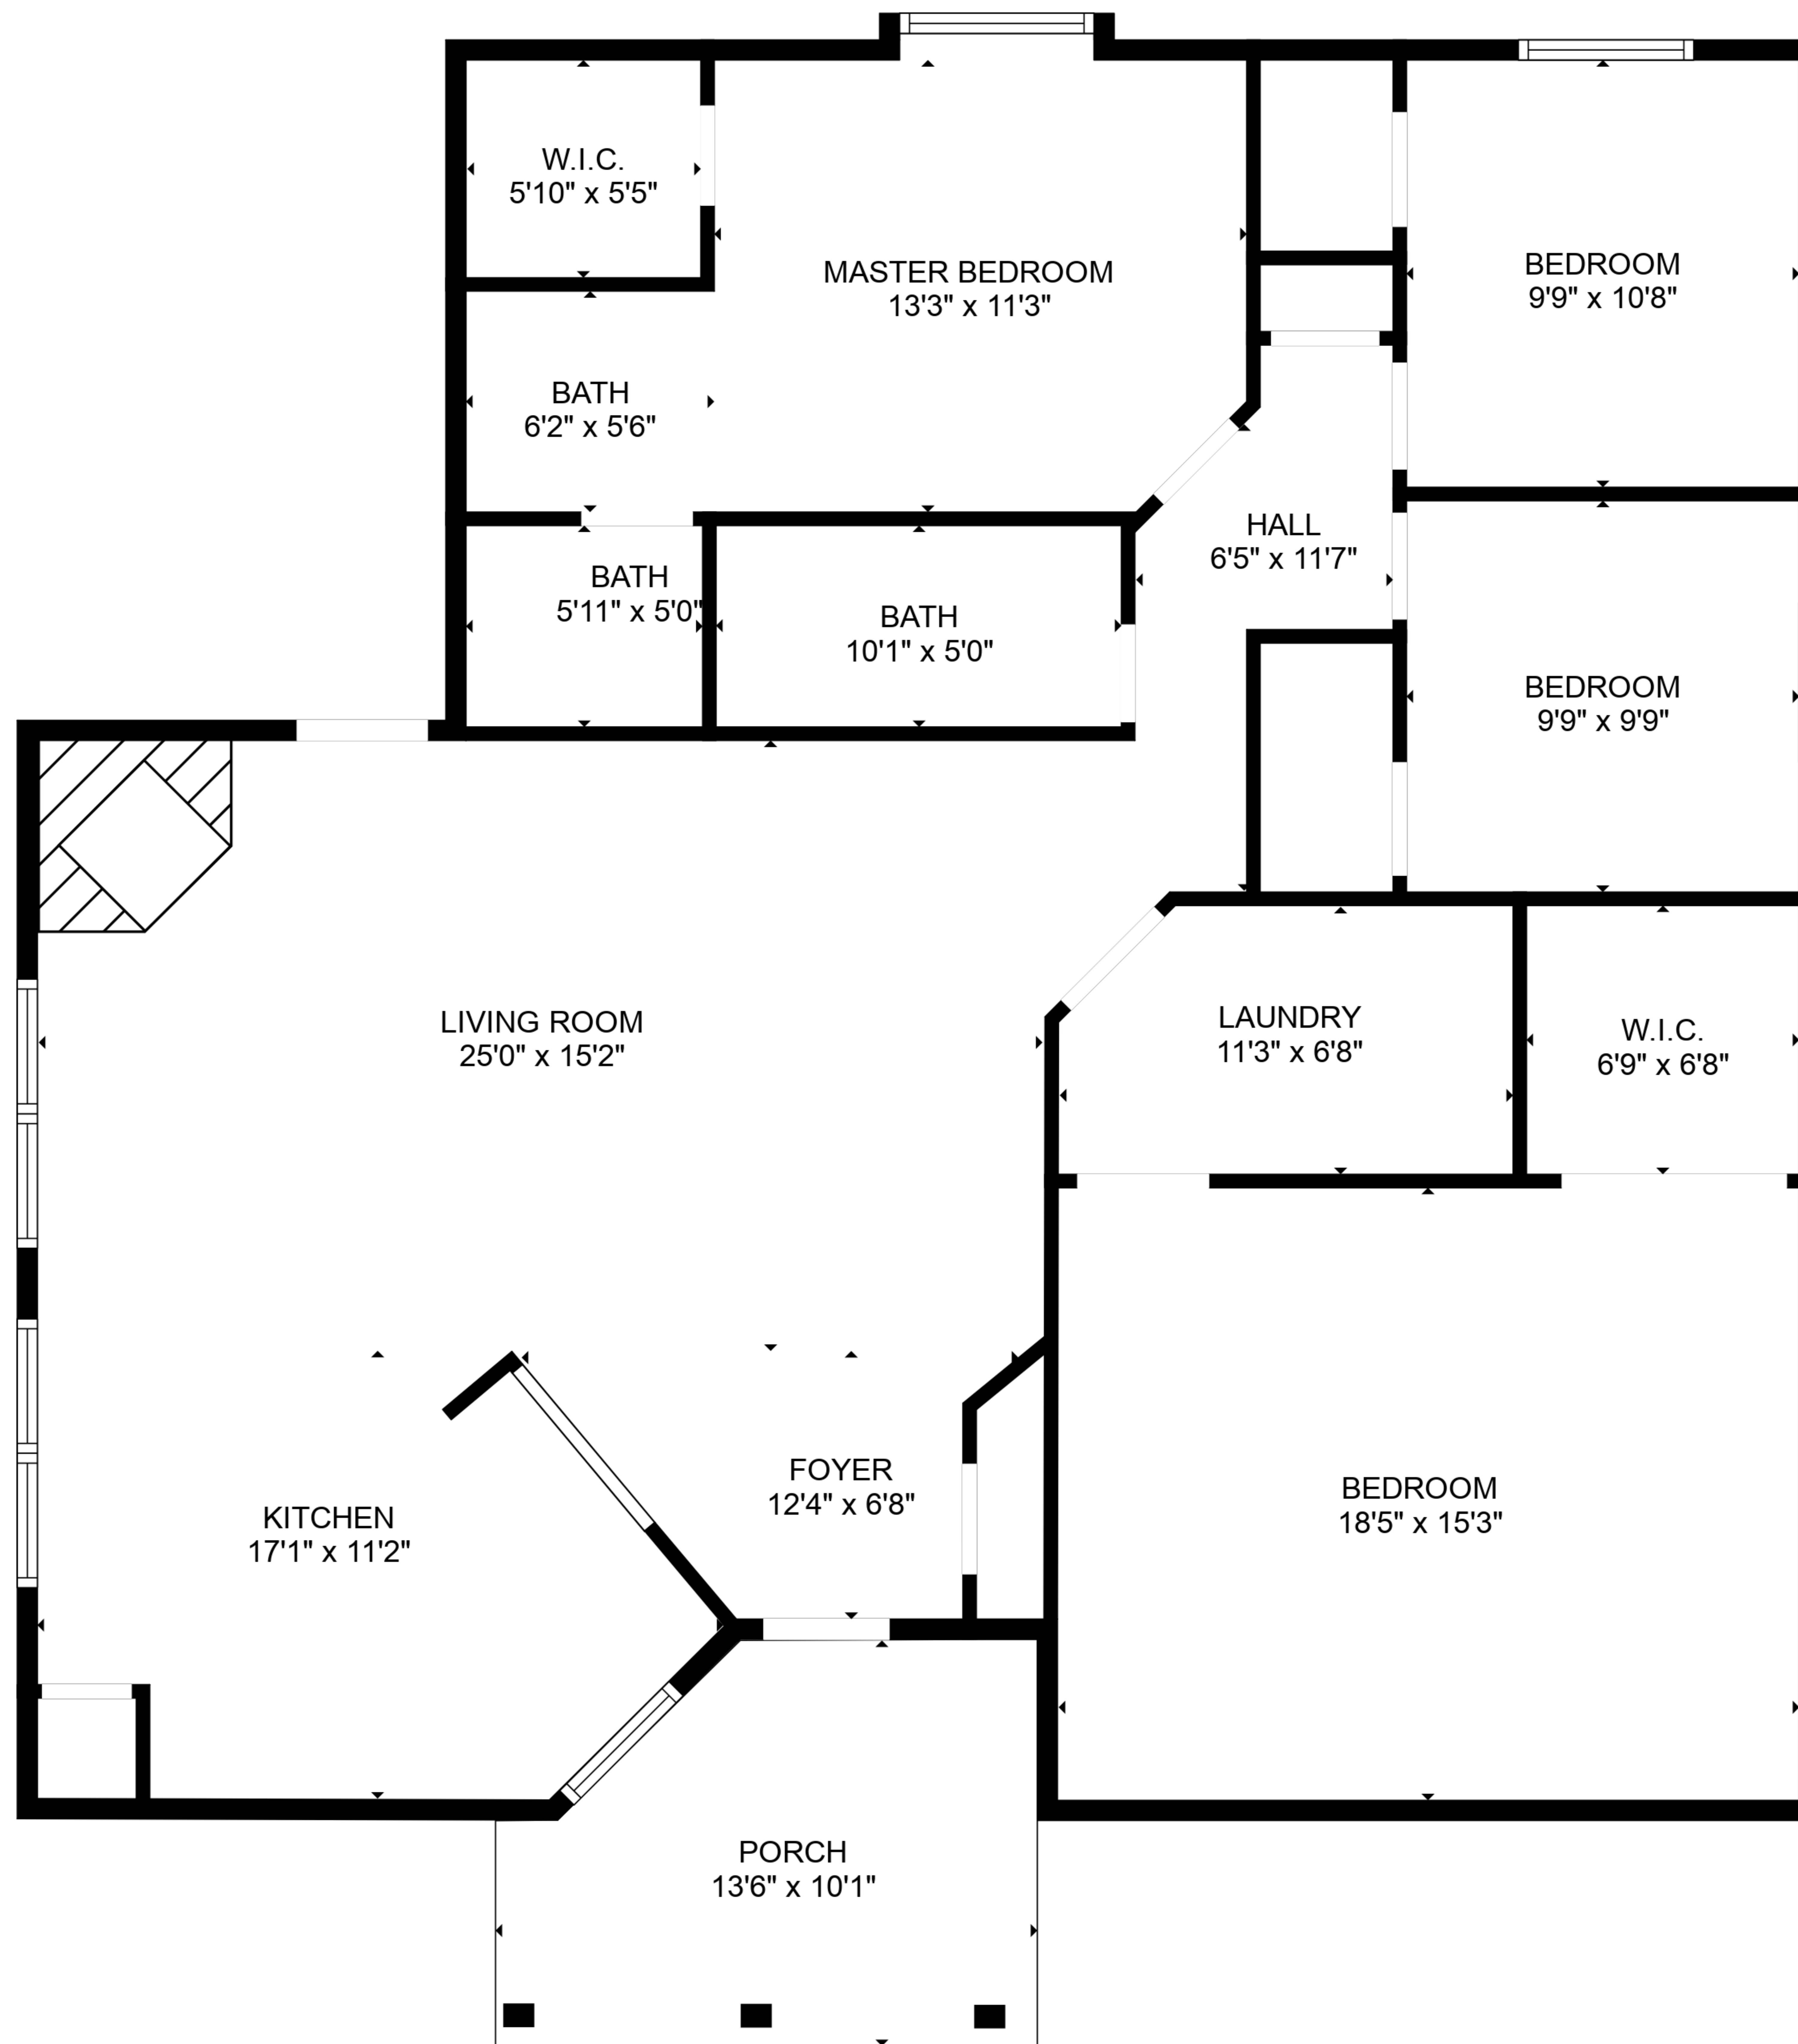 W.I.C.
5'10" x 5'5"
MASTER BEDROOM
13'3" x 11'3"
BEDROOM
9'9" x 10'8"
BATH
6'2" x 5'6"
HALL
6'5" x 11'7"
BATH
5'11" x 5'0"
BATH
10'1" x 5'0"
BEDROOM
9'9" x 9'9"
LIVING ROOM
25'0" x 15'2"
LAUNDRY
11'3" x 6'8"
W.I.C.
6'9" x 6'8"
FOYER
12'4" x 6'8"
KITCHEN
17'1" x 11'2"
BEDROOM
18'5" x 15'3"
PORCH
13'6" x 10'1"